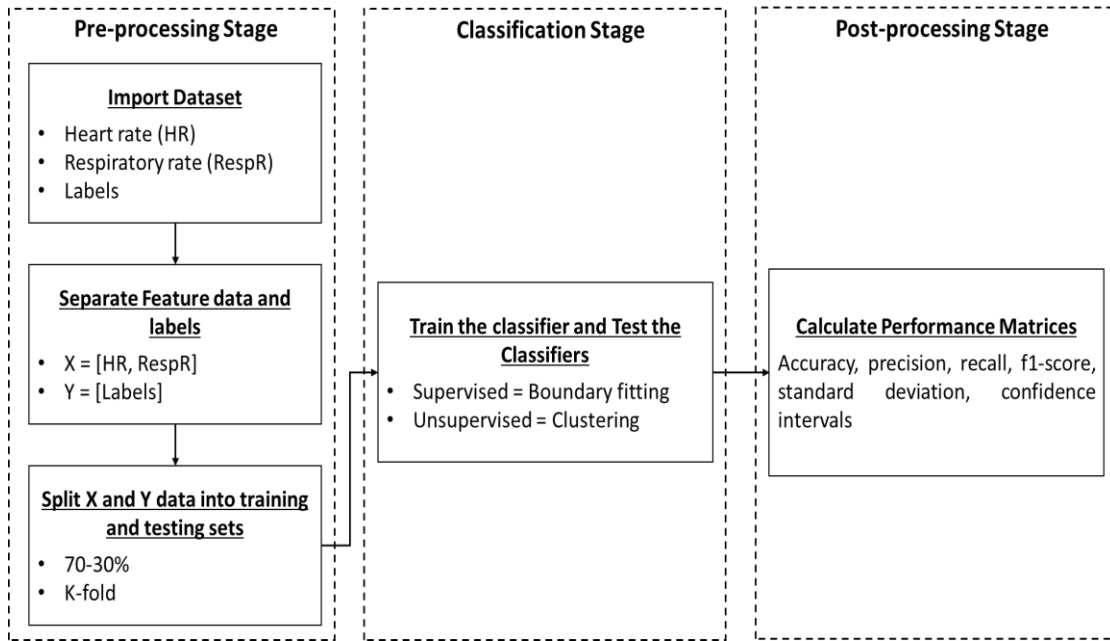 Pre-processing Stage
Import Dataset
• Heart rate (HR)
• Respiratory rate (RespR)
• Labels
Separate Feature data and
labels
• X = [HR, RespR]
• Y = [Labels]
Split X and Y data into training
and testing sets
• 70-30%
• K-fold
Classification Stage
Train the classifier and Test the
Classifiers
• Supervised = Boundary fitting
• Unsupervised = Clustering
Post-processing Stage
Calculate Performance Matrices
Accuracy, precision, recall, f1-score,
standard deviation, confidence
intervals